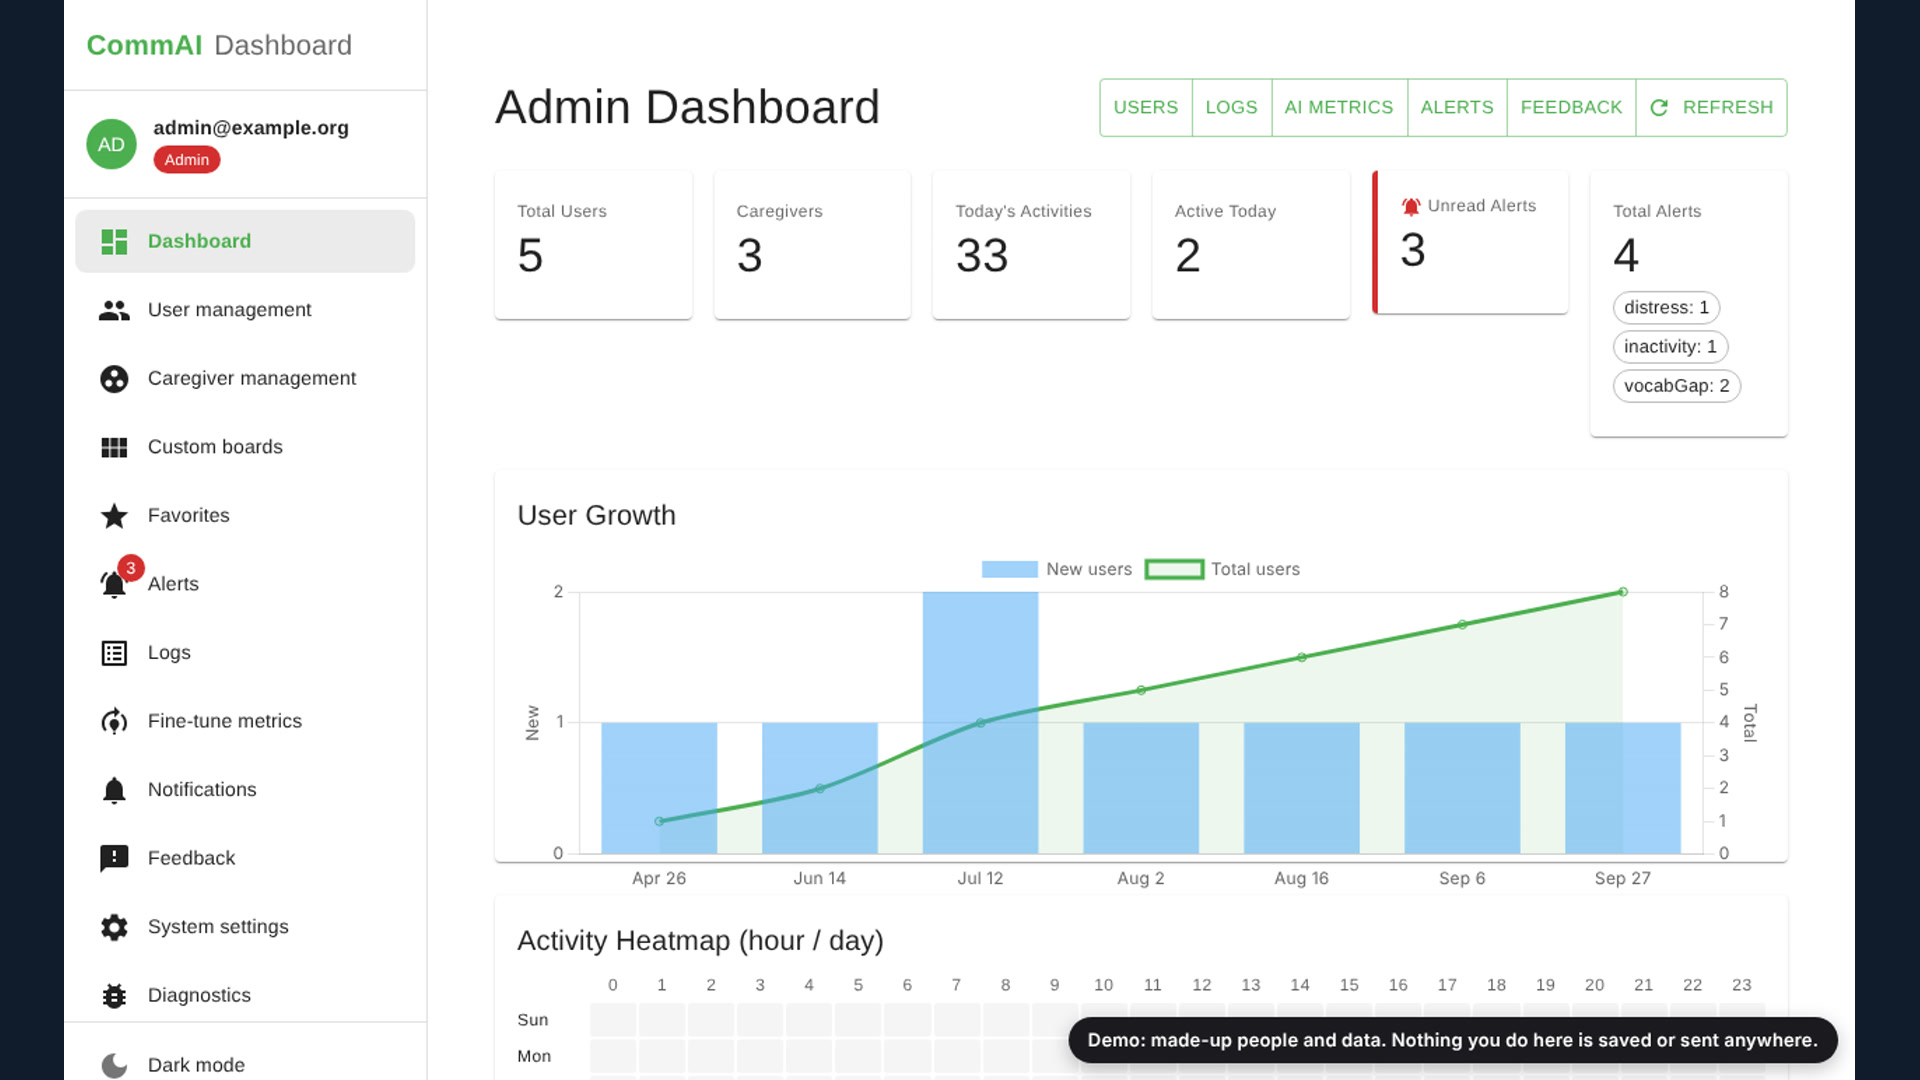 CommAI Dashboard
AD
admin@example.org
Admin
Dashboard
User management
Caregiver management
Custom boards
Favorites
3
Alerts
Logs
Fine-tune metrics
Notifications
Feedback
System settings
Diagnostics
Dark mode
Admin Dashboard
USERS LOGS AI METRICS ALERTS FEEDBACK REFRESH
Total Users
5
Caregivers
3
Today's Activities
33
Active Today
2
Unread Alerts
3
Total Alerts
4
distress: 1
inactivity: 1
vocabGap: 2
User Growth
New users Total users
2
1
0
New
8
7
6
5
4
3
2
1
0
Total
Apr 26 Jun 14 Jul 12 Aug 2 Aug 16 Sep 6 Sep 27
Activity Heatmap (hour / day)
0 1 2 3 4 5 6 7 8 9 10 11 12 13 14 15 16 17 18 19 20 21 22 23
Sun
Mon
Demo: made-up people and data. Nothing you do here is saved or sent anywhere.